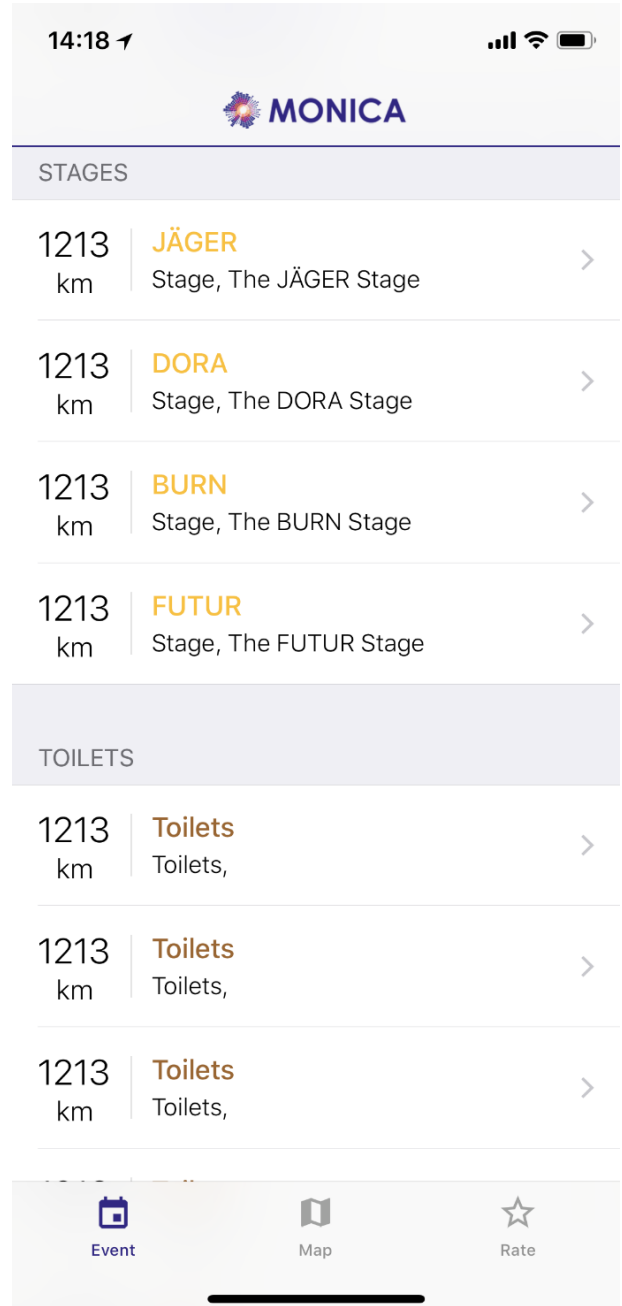 14:18
MONICA
STAGES
1213
km
JÄGER
Stage, The JÄGER Stage
1213
km
DORA
Stage, The DORA Stage
1213
km
BURN
Stage, The BURN Stage
1213
km
FUTUR
Stage, The FUTUR Stage
TOILETS
1213
km
Toilets
Toilets,
1213
km
Toilets
Toilets,
1213
km
Toilets
Toilets,
Event
Map
Rate